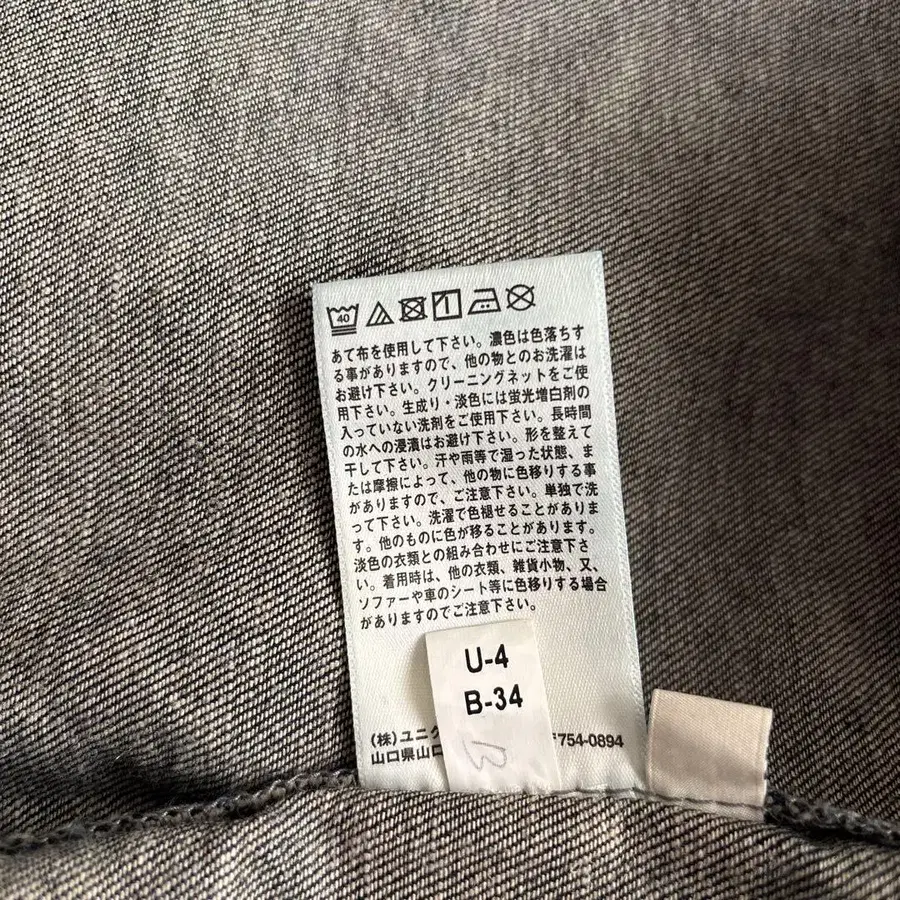 40
あて布を使用して下さい。濃色は色落ちす
る事がありますので、他の物とのお洗濯は
お避け下さい。クリーニングネットをご使
用下さい。生成り・淡色には蛍光増白剤の
入っていない洗剤をご使用下さい。長時間
の水への浸漬はお避け下さい。形を整えて
干して下さい。汗や雨等で湿った状態、ま
たは摩擦によって、他の物に色移りする事
がありますので、ご注意下さい。単独で洗
って下さい。洗濯で色褪せることがありま
す。他のものに色が移ることがあります。
淡色の衣類との組み合わせにご注意下さ
い。着用時は、他の衣類、雑貨小物、又、
ソファーや車のシート等に色移りする場合
がありますのでご注意下さい。
U-4
B-34
(株)ユニク 〒754-0894
山口県山口
B